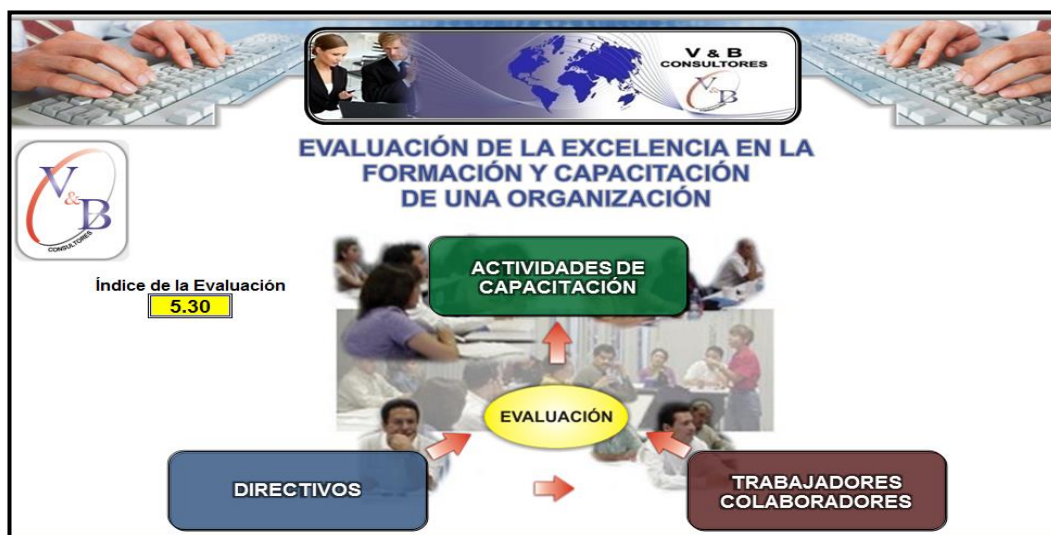 V & B
CONSULTORES
V&B
EVALUACIÓN DE LA EXCELENCIA EN LA
FORMACIÓN Y CAPACITACIÓN
DE UNA ORGANIZACIÓN
V&B
CONSULTORES
ACTIVIDADES DE
CAPACITACIÓN
Índice de la Evaluación
5.30
EVALUACIÓN
DIRECTIVOS
TRABAJADORES
COLABORADORES